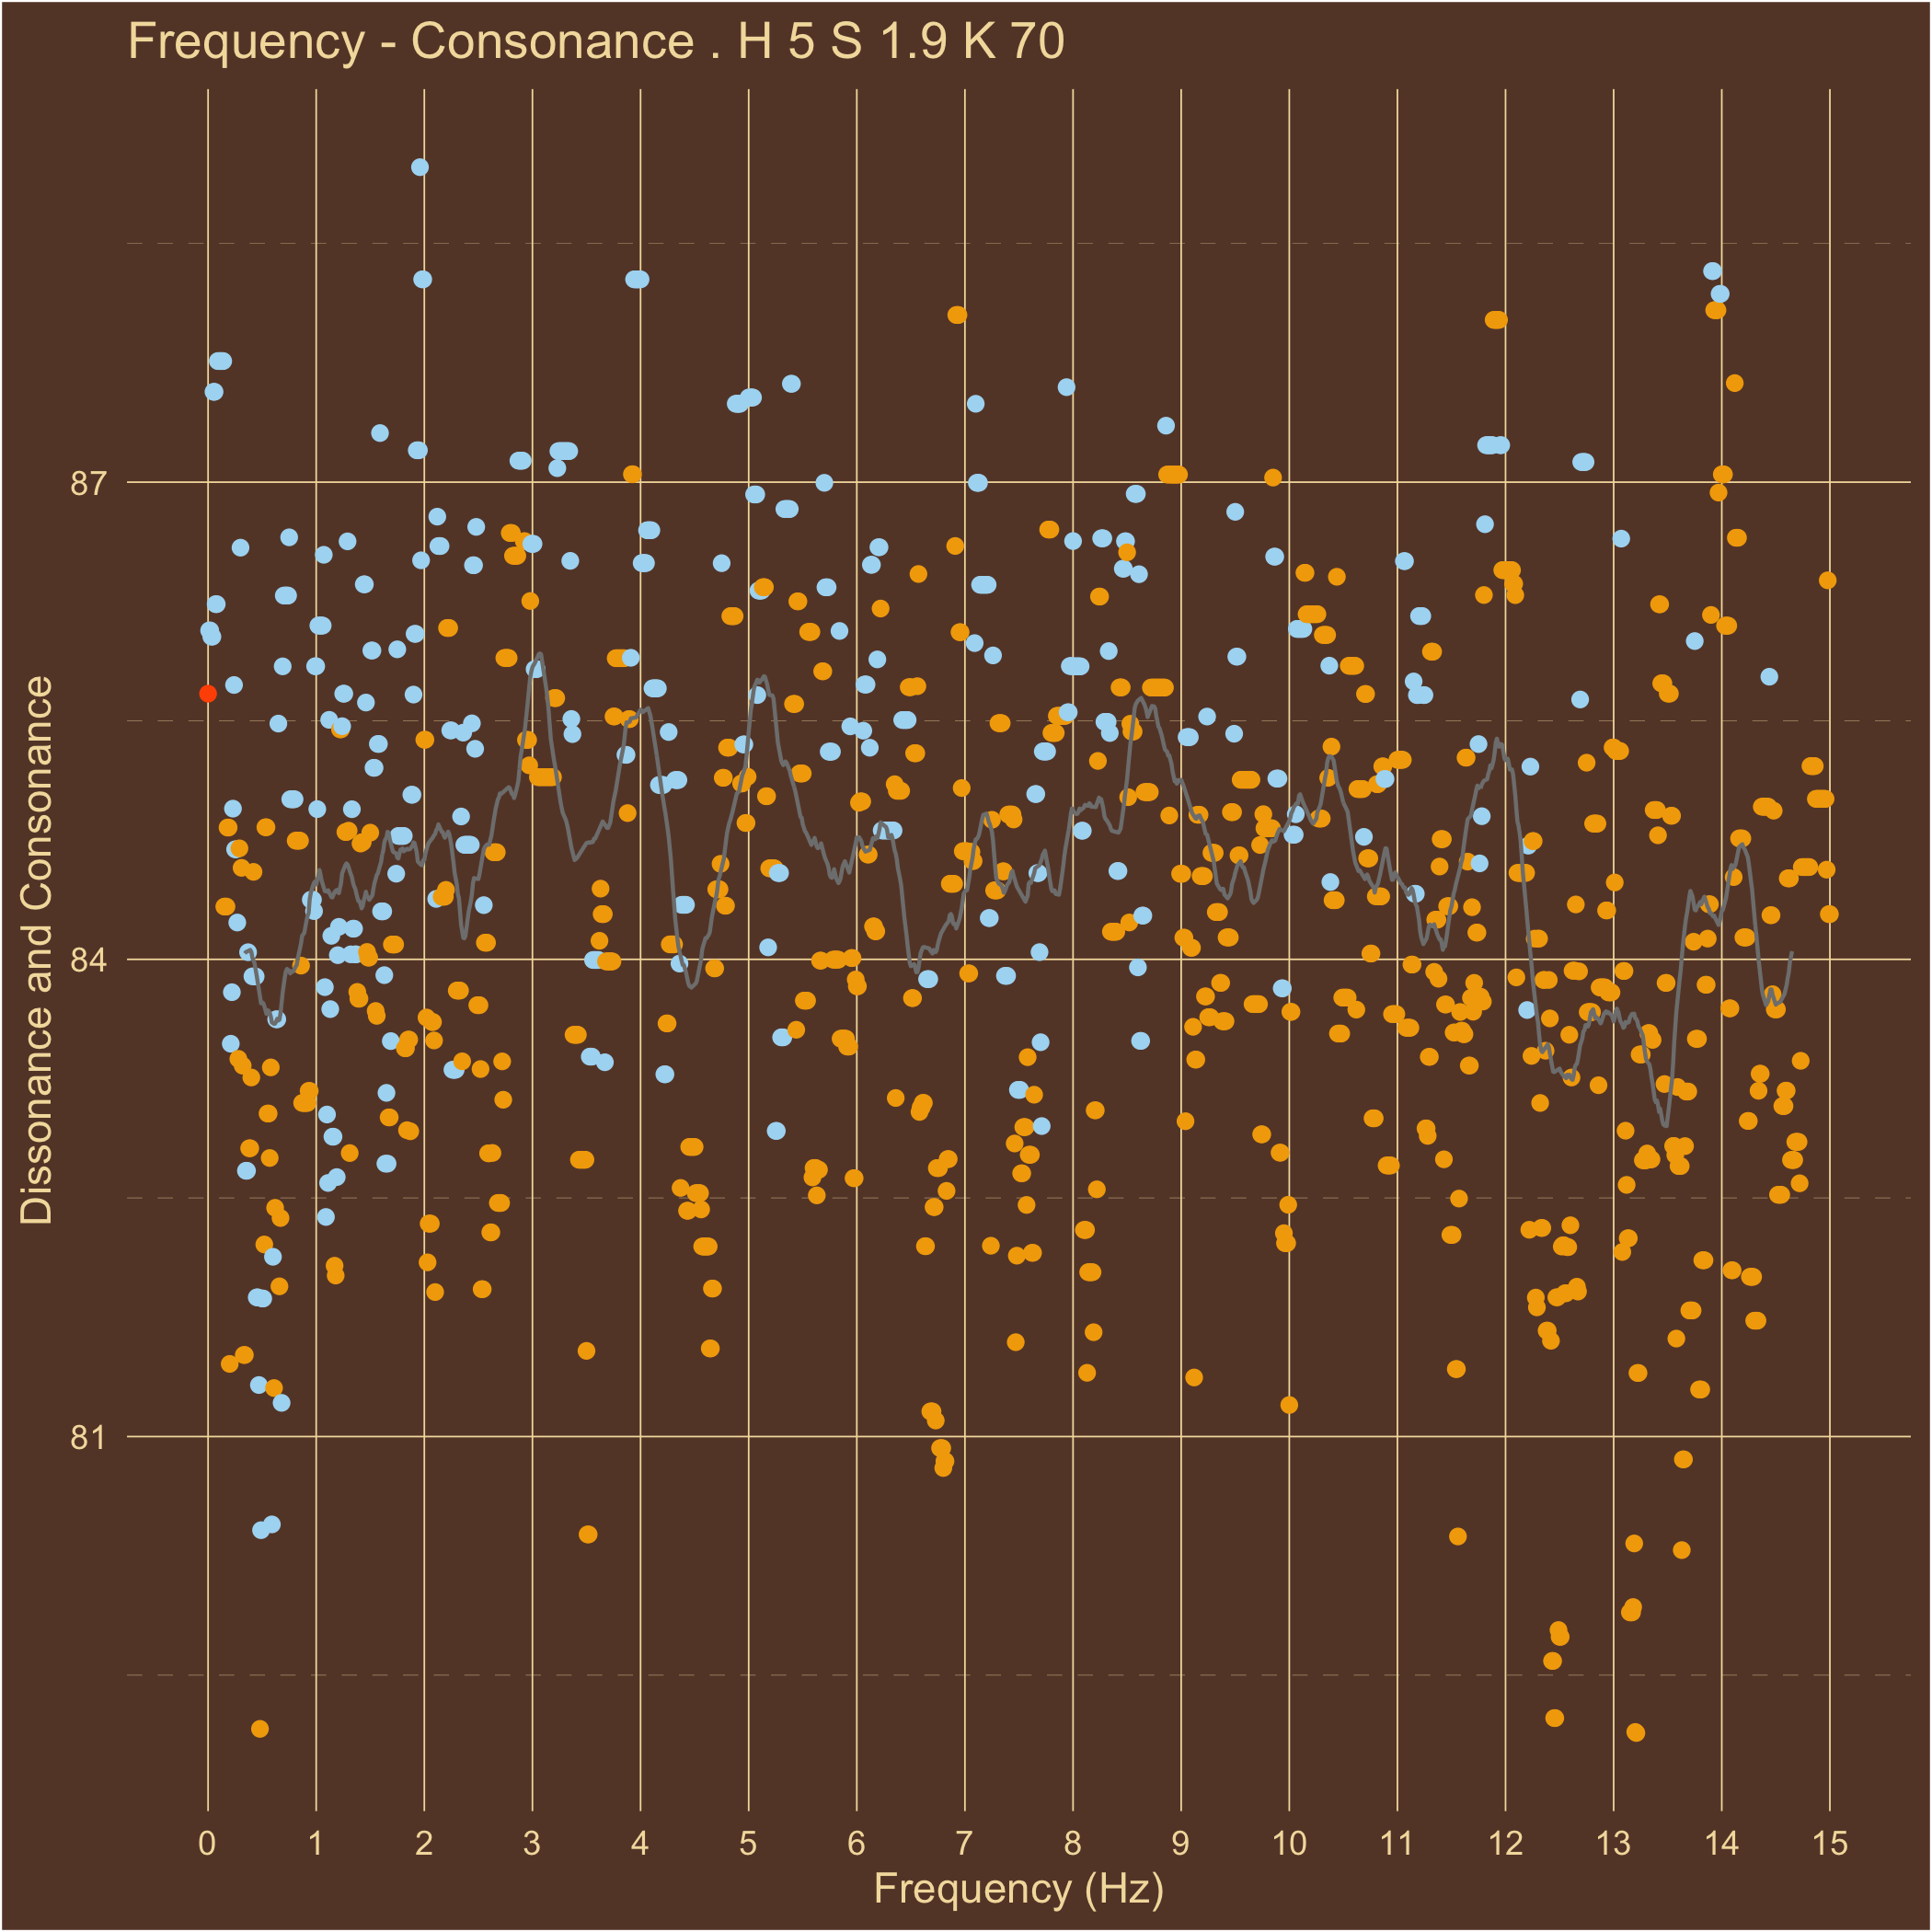 Frequency - Consonance . H 5 S 1.9 K 70
Dissonance and Consonance
87
84
81
0 1 2 3 4 5 6 7 8 9 10 11 12 13 14 15
Frequency (Hz)